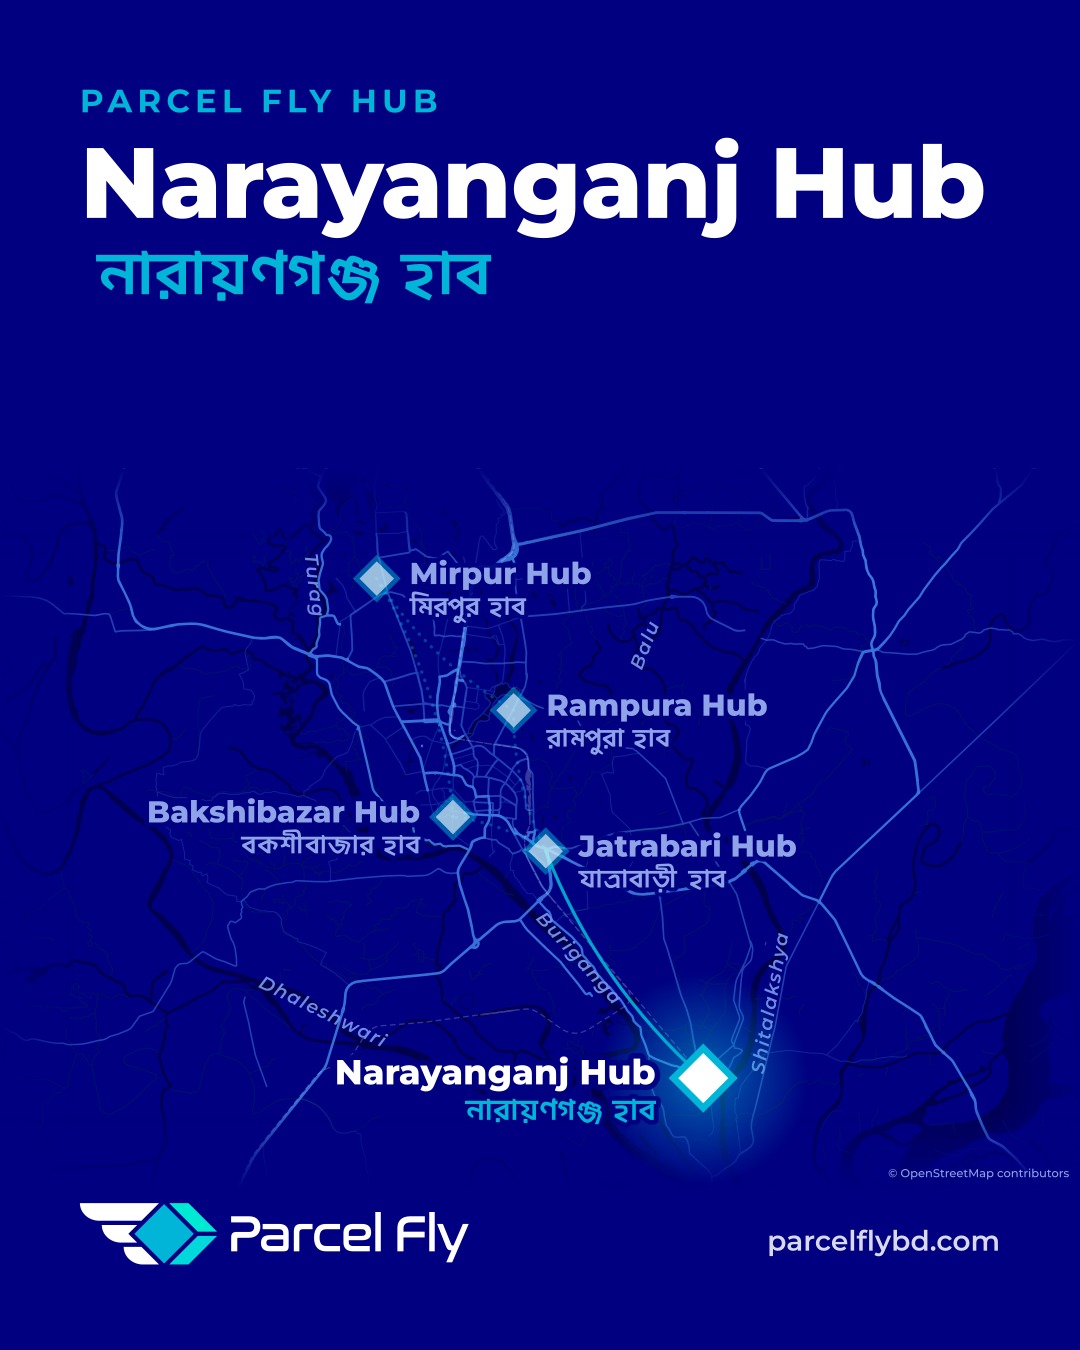 PARCEL FLY HUB
Narayanganj Hub
নারায়ণগঞ্জ হাব
Turag
Mirpur Hub
মিরপুর হাব
Balu
Rampura Hub
রামপুরা হাব
Bakshibazar Hub
বকশীবাজার হাব
Jatrabari Hub
যাত্রাবাড়ী হাব
Buriganga
Shitalakshya
Dhaleshwari
Narayanganj Hub
নারায়ণগঞ্জ হাব
© OpenStreetMap contributors
Parcel Fly
parcelflybd.com